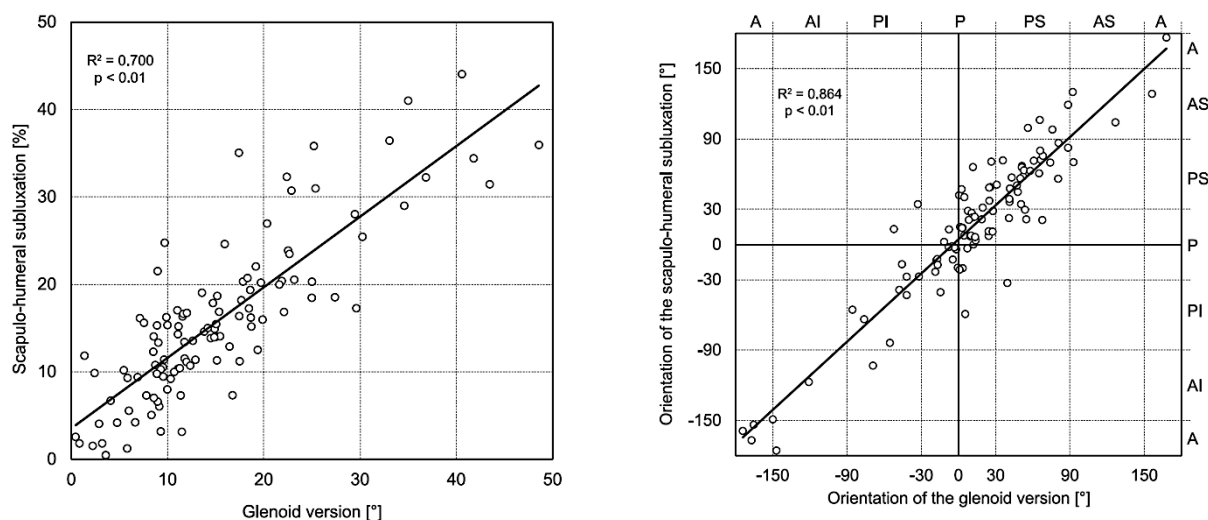 R² = 0.700
p < 0.01
Scapulo-humeral subluxation [%]
50
40
30
20
10
0
0 10 20 30 40 50
Glenoid version [°]
A AI PI P PS AS A
R² = 0.864
p < 0.01
Orientation of the scapulo-humeral subluxation [°]
150
90
30
0
-30
-90
-150
A
AS
PS
P
PI
AI
A
-150 -90 -30 0 30 90 150
Orientation of the glenoid version [°]